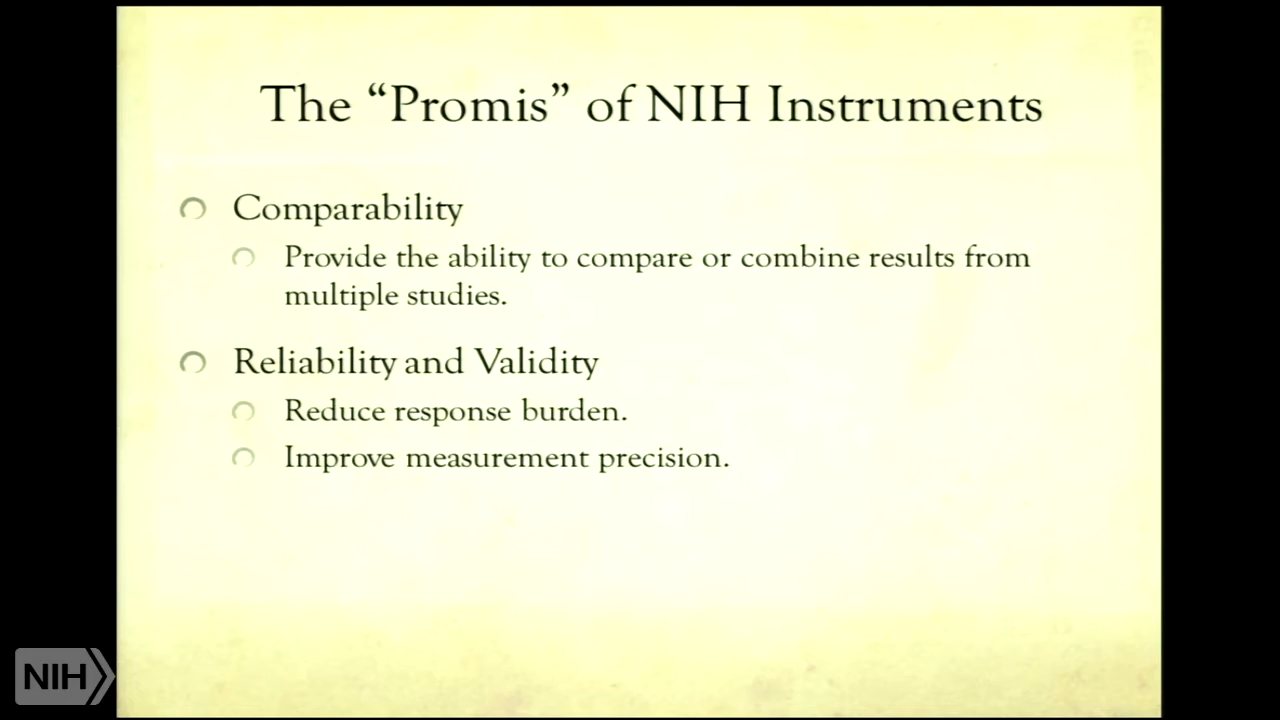 The “Promis” of NIH Instruments
Comparability
Provide the ability to compare or combine results from
multiple studies.
Reliability and Validity
Reduce response burden.
Improve measurement precision.
NIH